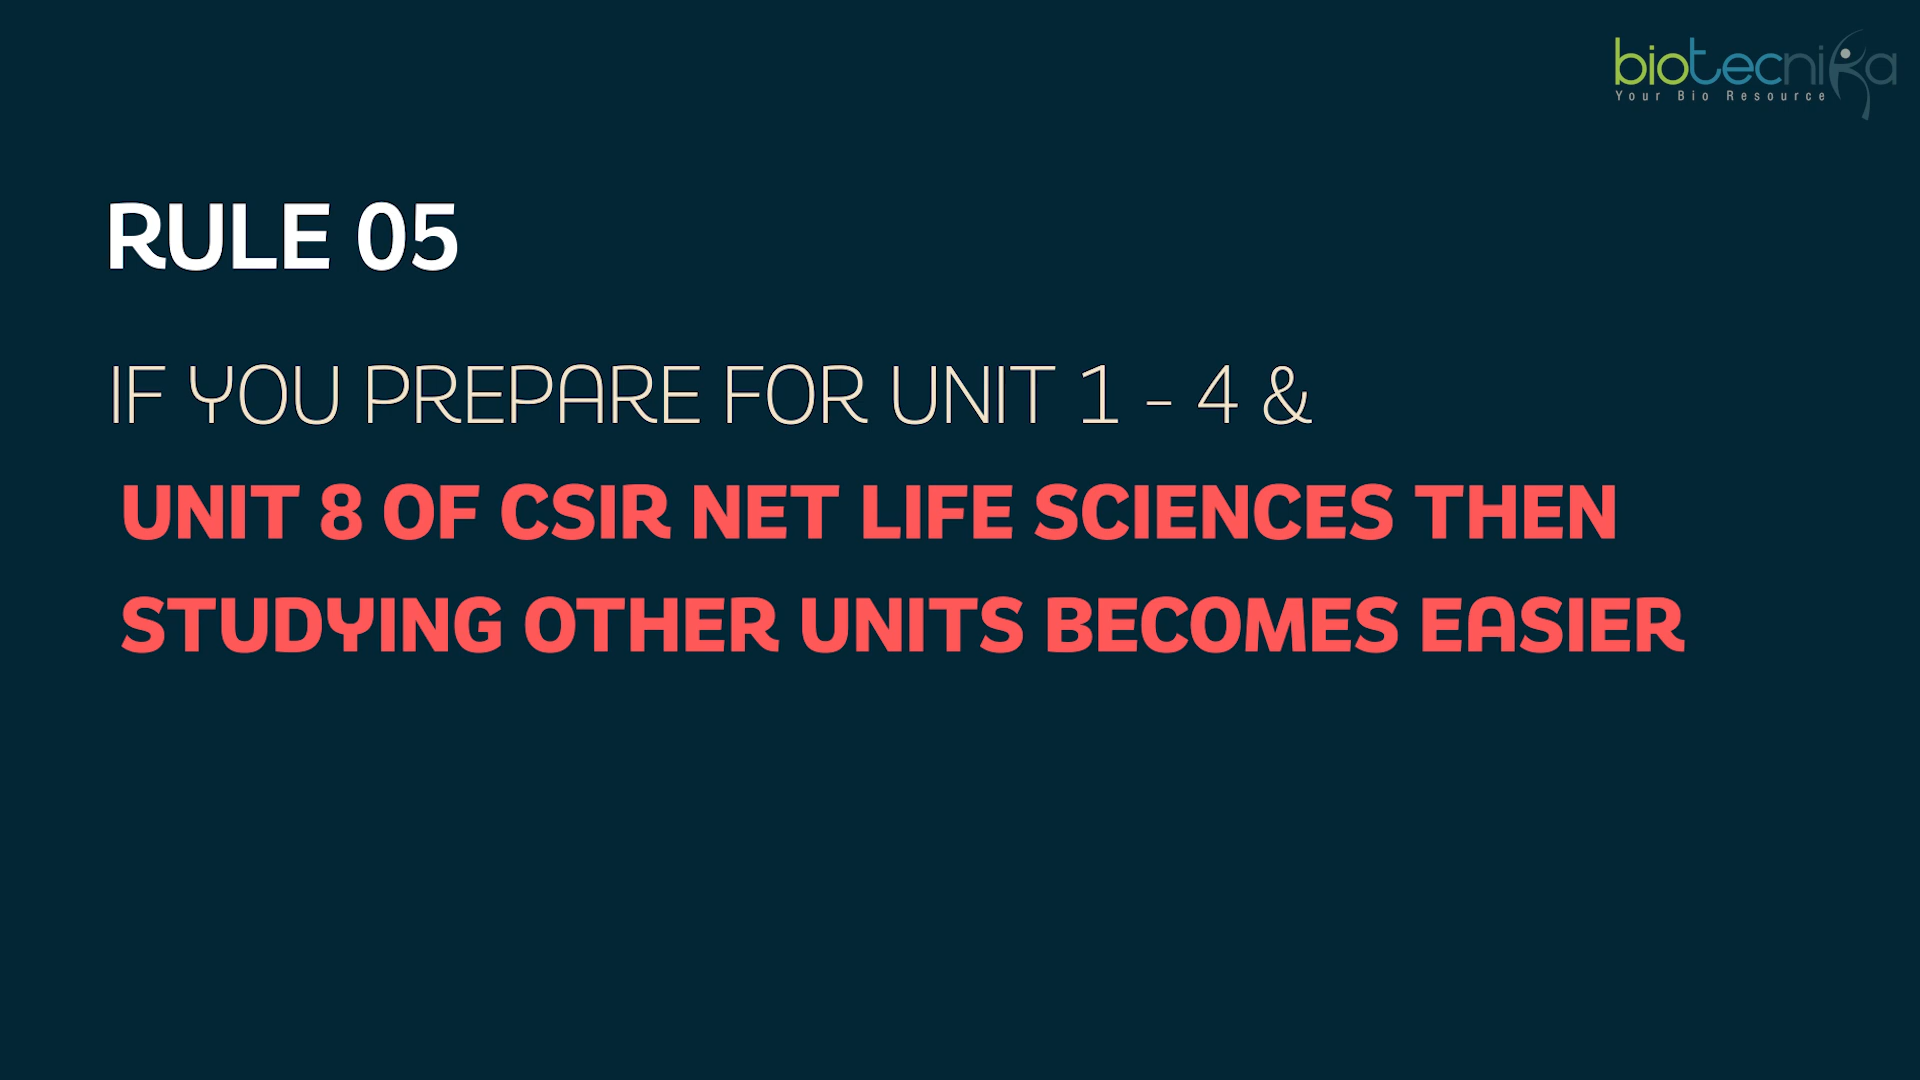 biotecnika
Your Bio Resource
RULE 05
IF YOU PREPARE FOR UNIT 1 - 4 &
UNIT 8 OF CSIR NET LIFE SCIENCES THEN
STUDYING OTHER UNITS BECOMES EASIER